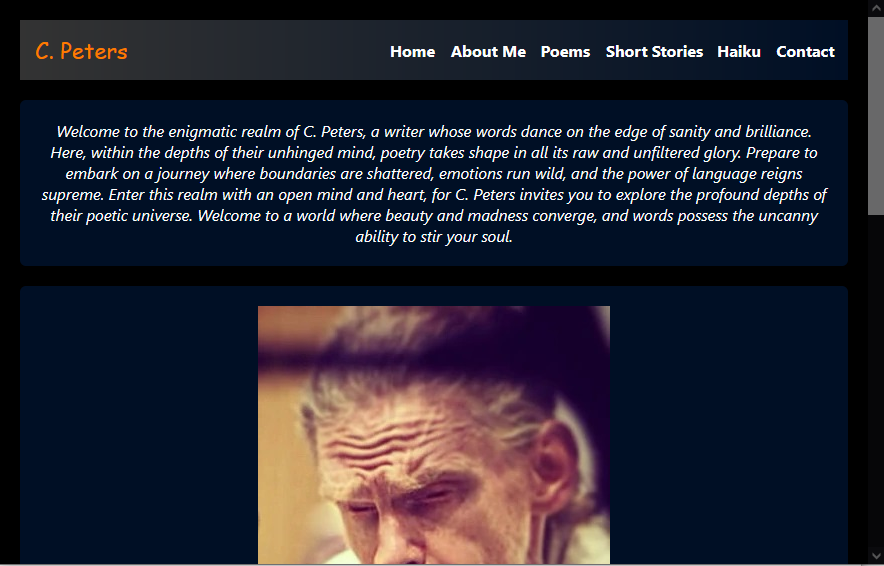 C. Peters
Home About Me Poems Short Stories Haiku Contact
Welcome to the enigmatic realm of C. Peters, a writer whose words dance on the edge of sanity and brilliance.
Here, within the depths of their unhinged mind, poetry takes shape in all its raw and unfiltered glory. Prepare to
embark on a journey where boundaries are shattered, emotions run wild, and the power of language reigns
supreme. Enter this realm with an open mind and heart, for C. Peters invites you to explore the profound depths of
their poetic universe. Welcome to a world where beauty and madness converge, and words possess the uncanny
ability to stir your soul.